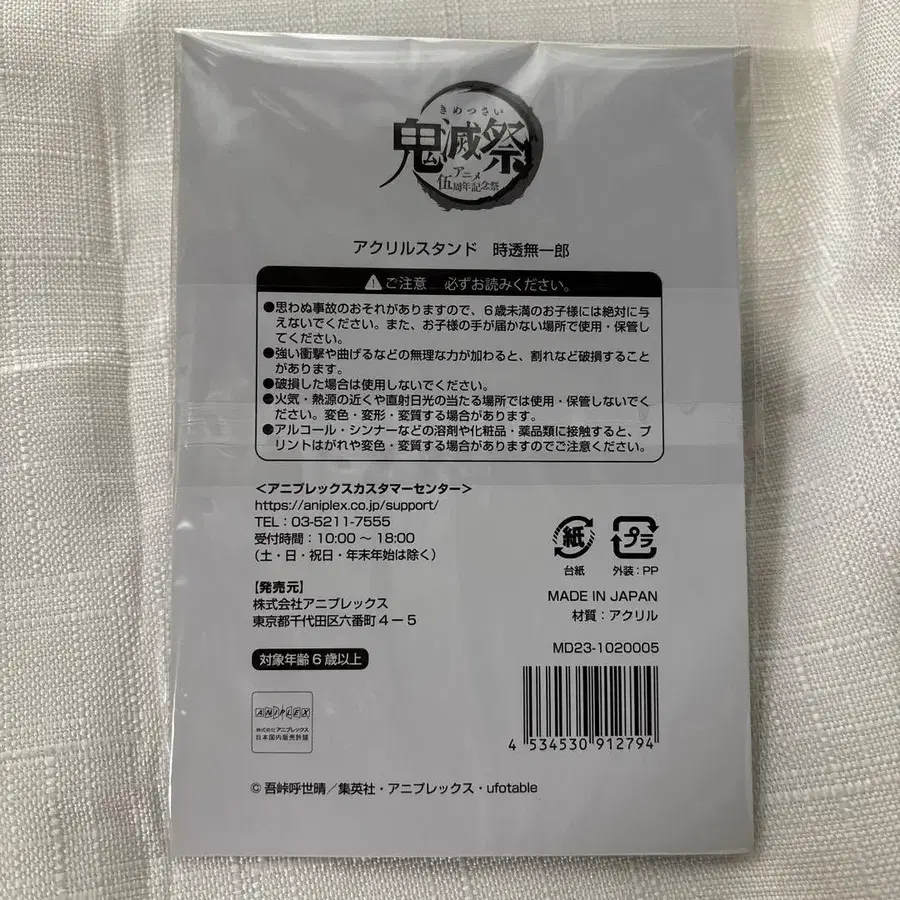 きめつさい
鬼滅祭
アニメ
伍周年記念祭
アクリルスタンド 時透無一郎
ご注意 必ずお読みください。
●思わぬ事故のおそれがありますので、6歳未満のお子様には絶対に与
えないでください。また、お子様の手が届かない場所で使用・保管し
てください。
●強い衝撃や曲げるなどの無理な力が加わると、割れなど破損すること
があります。
●破損した場合は使用しないでください。
●火気・熱源の近くや直射日光の当たる場所では使用・保管しないでく
ださい。変色・変形・変質する場合があります。
●アルコール・シンナーなどの溶剤や化粧品・薬品類に接触すると、プ
リントはがれや変色・変質する場合がありますのでご注意ください。
<アニプレックスカスタマーセンター>
https://aniplex.co.jp/support/
TEL:03-5211-7555
受付時間:10:00～18:00
(土・日・祝日・年末年始は除く)
【発売元】
株式会社アニプレックス
東京都千代田区六番町4-5
対象年齢6歳以上
ANIPLEX
株式会社アニプレックス
日本国内販売許諾
紙
台紙
プラ
外装:PP
MADE IN JAPAN
材質:アクリル
MD23-1020005
4 534530 912794
©吾峠呼世晴/集英社・アニプレックス・ufotable